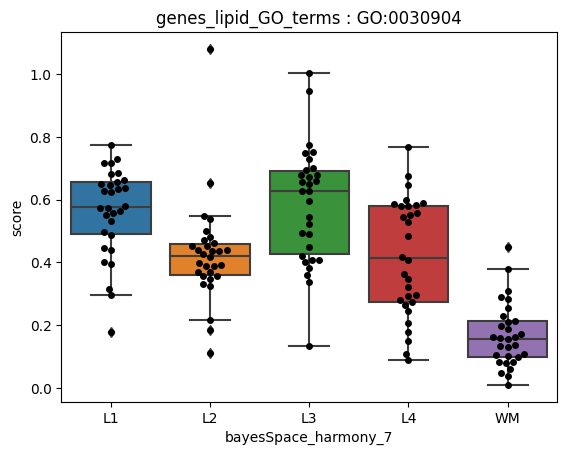 genes_lipid_GO_terms : GO:0030904
score
1.0
0.8
0.6
0.4
0.2
0.0
L1 L2 L3 L4 WM
bayesSpace_harmony_7